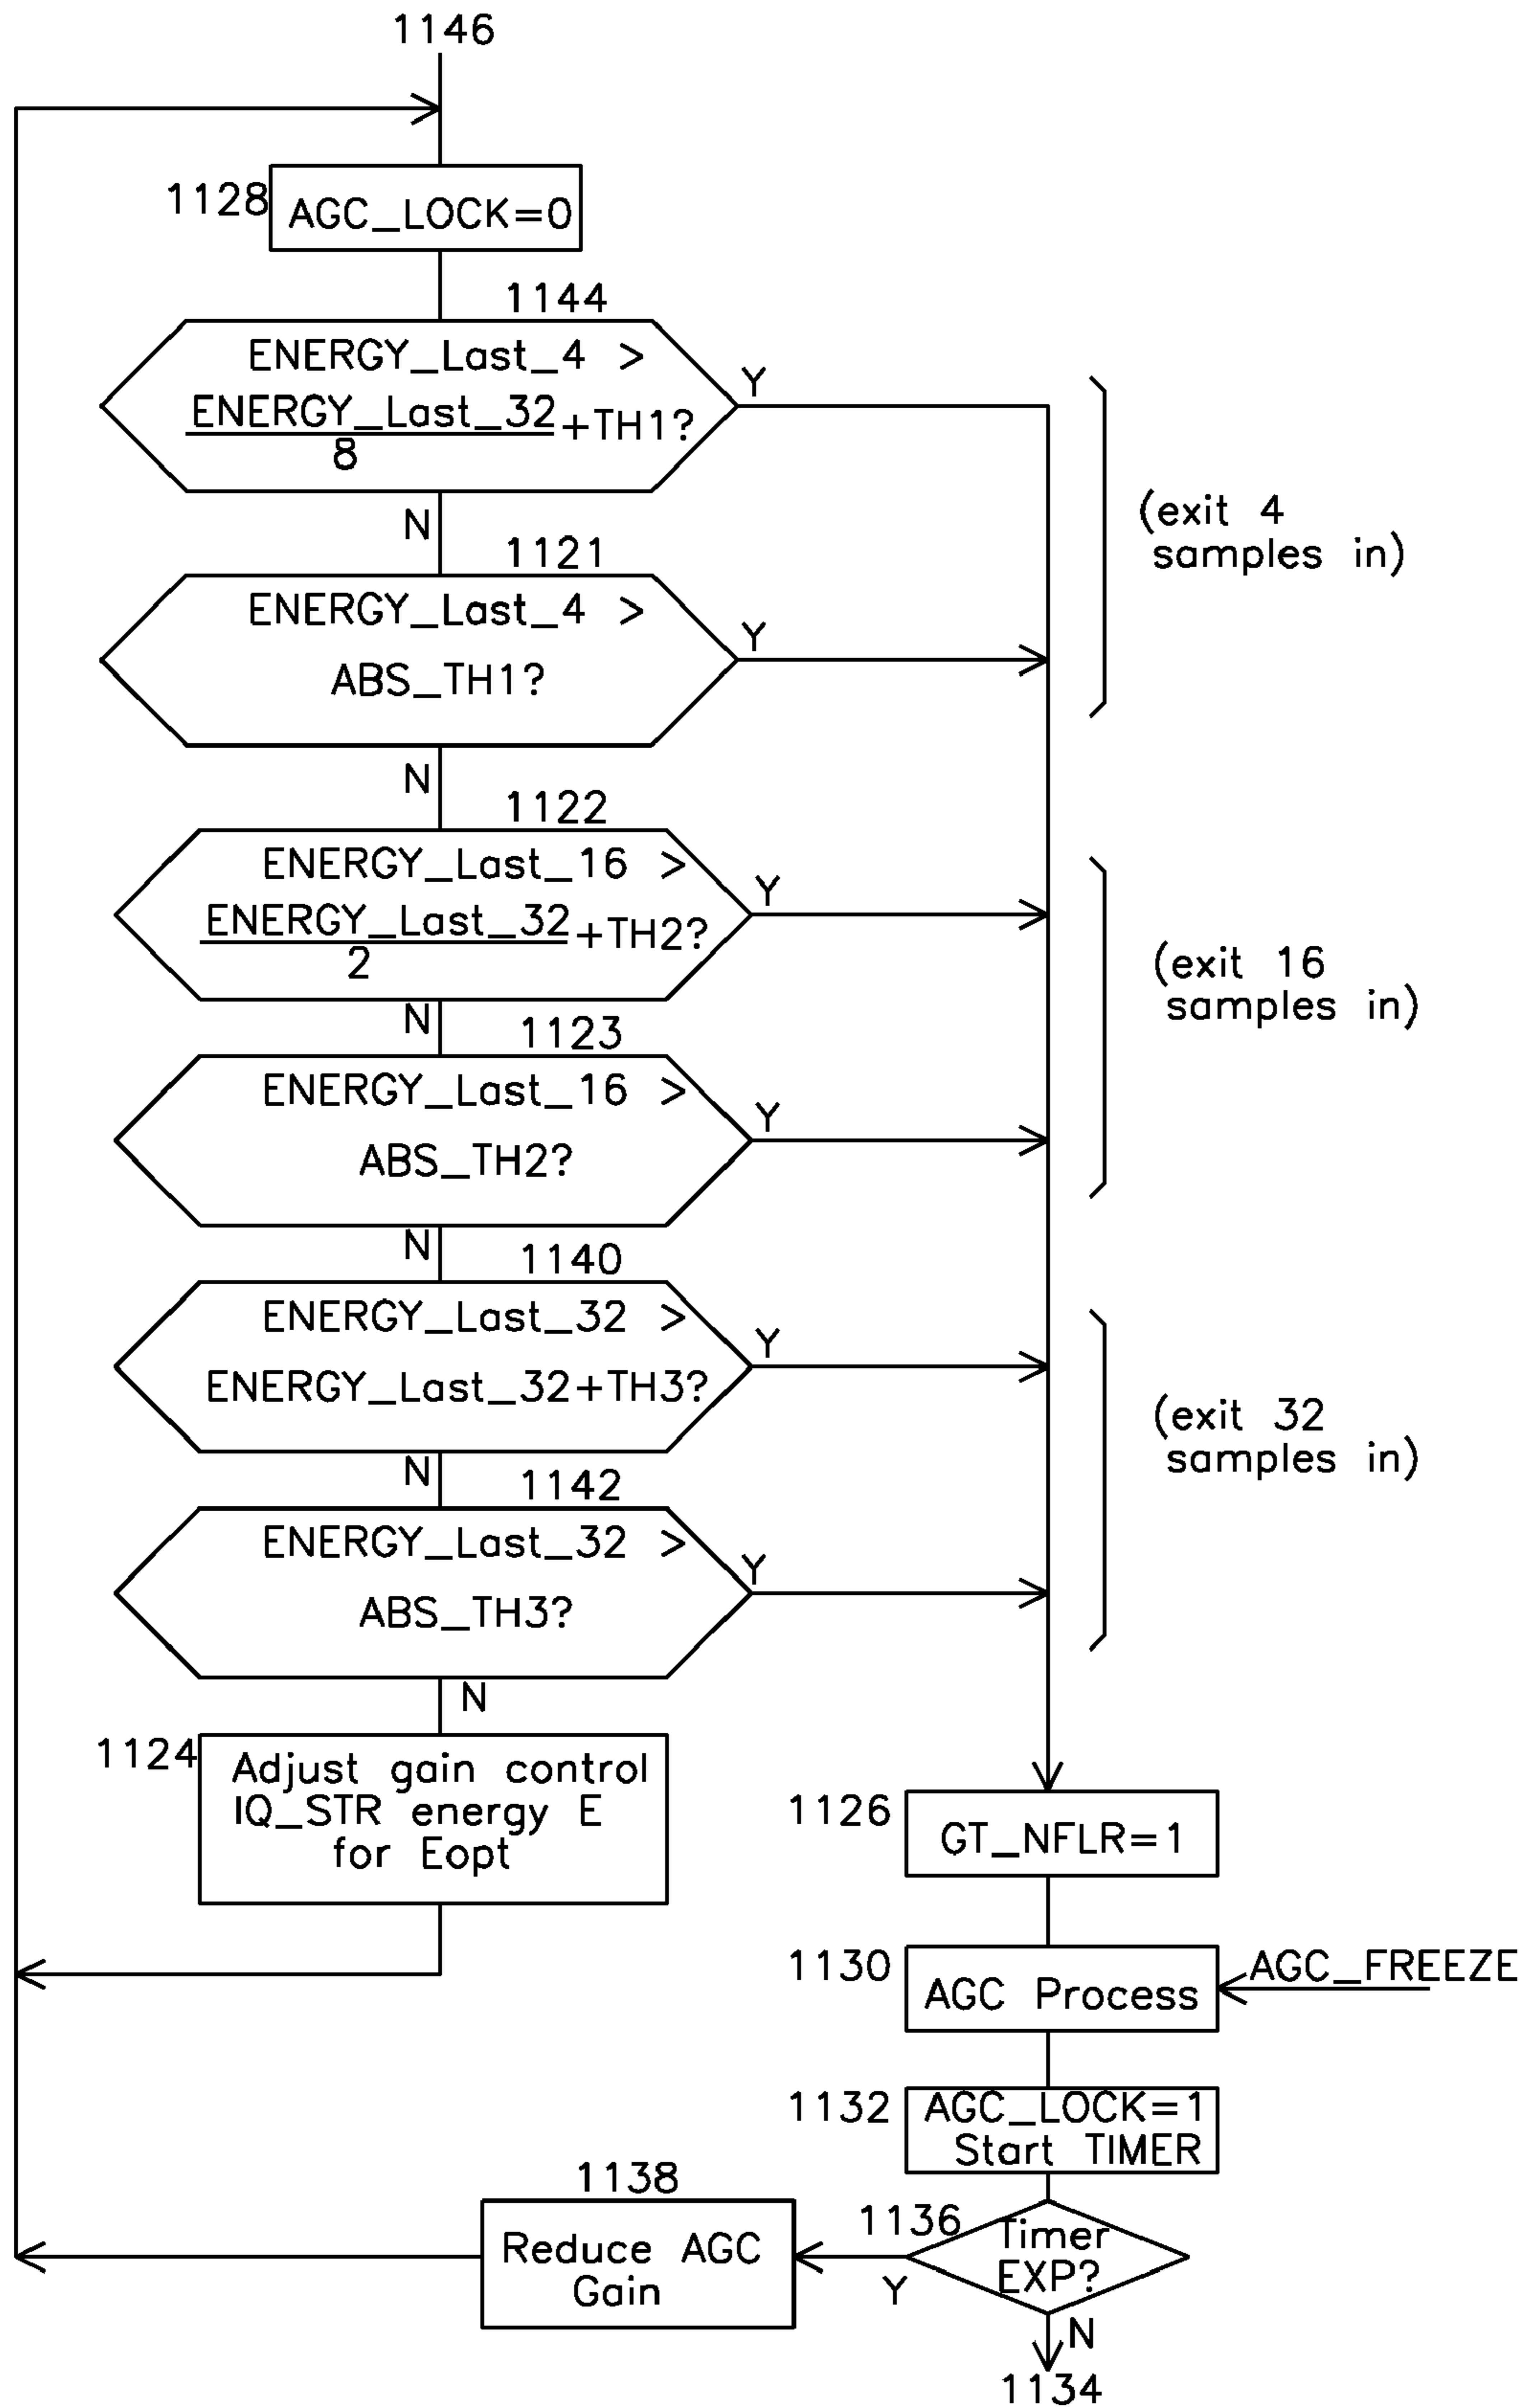 1146
1128
AGC_LOCK=0
1144
ENERGY_Last_4 >
ENERGY_Last_32
8
+TH1?
Y
N
(exit 4
samples in)
1121
ENERGY_Last_4 >
ABS_TH1?
Y
N
1122
ENERGY_Last_16 >
ENERGY_Last_32
2
+TH2?
Y
N
(exit 16
samples in)
1123
ENERGY_Last_16 >
ABS_TH2?
Y
N
1140
ENERGY_Last_32 >
ENERGY_Last_32+TH3?
Y
N
(exit 32
samples in)
1142
ENERGY_Last_32 >
ABS_TH3?
Y
N
1124
Adjust gain control
IQ_STR energy E
for Eopt
1126
GT_NFLR=1
1130
AGC Process
AGC_FREEZE
1132
AGC_LOCK=1
Start TIMER
1138
Reduce AGC
Gain
1136
Timer
EXP?
Y
N
1134